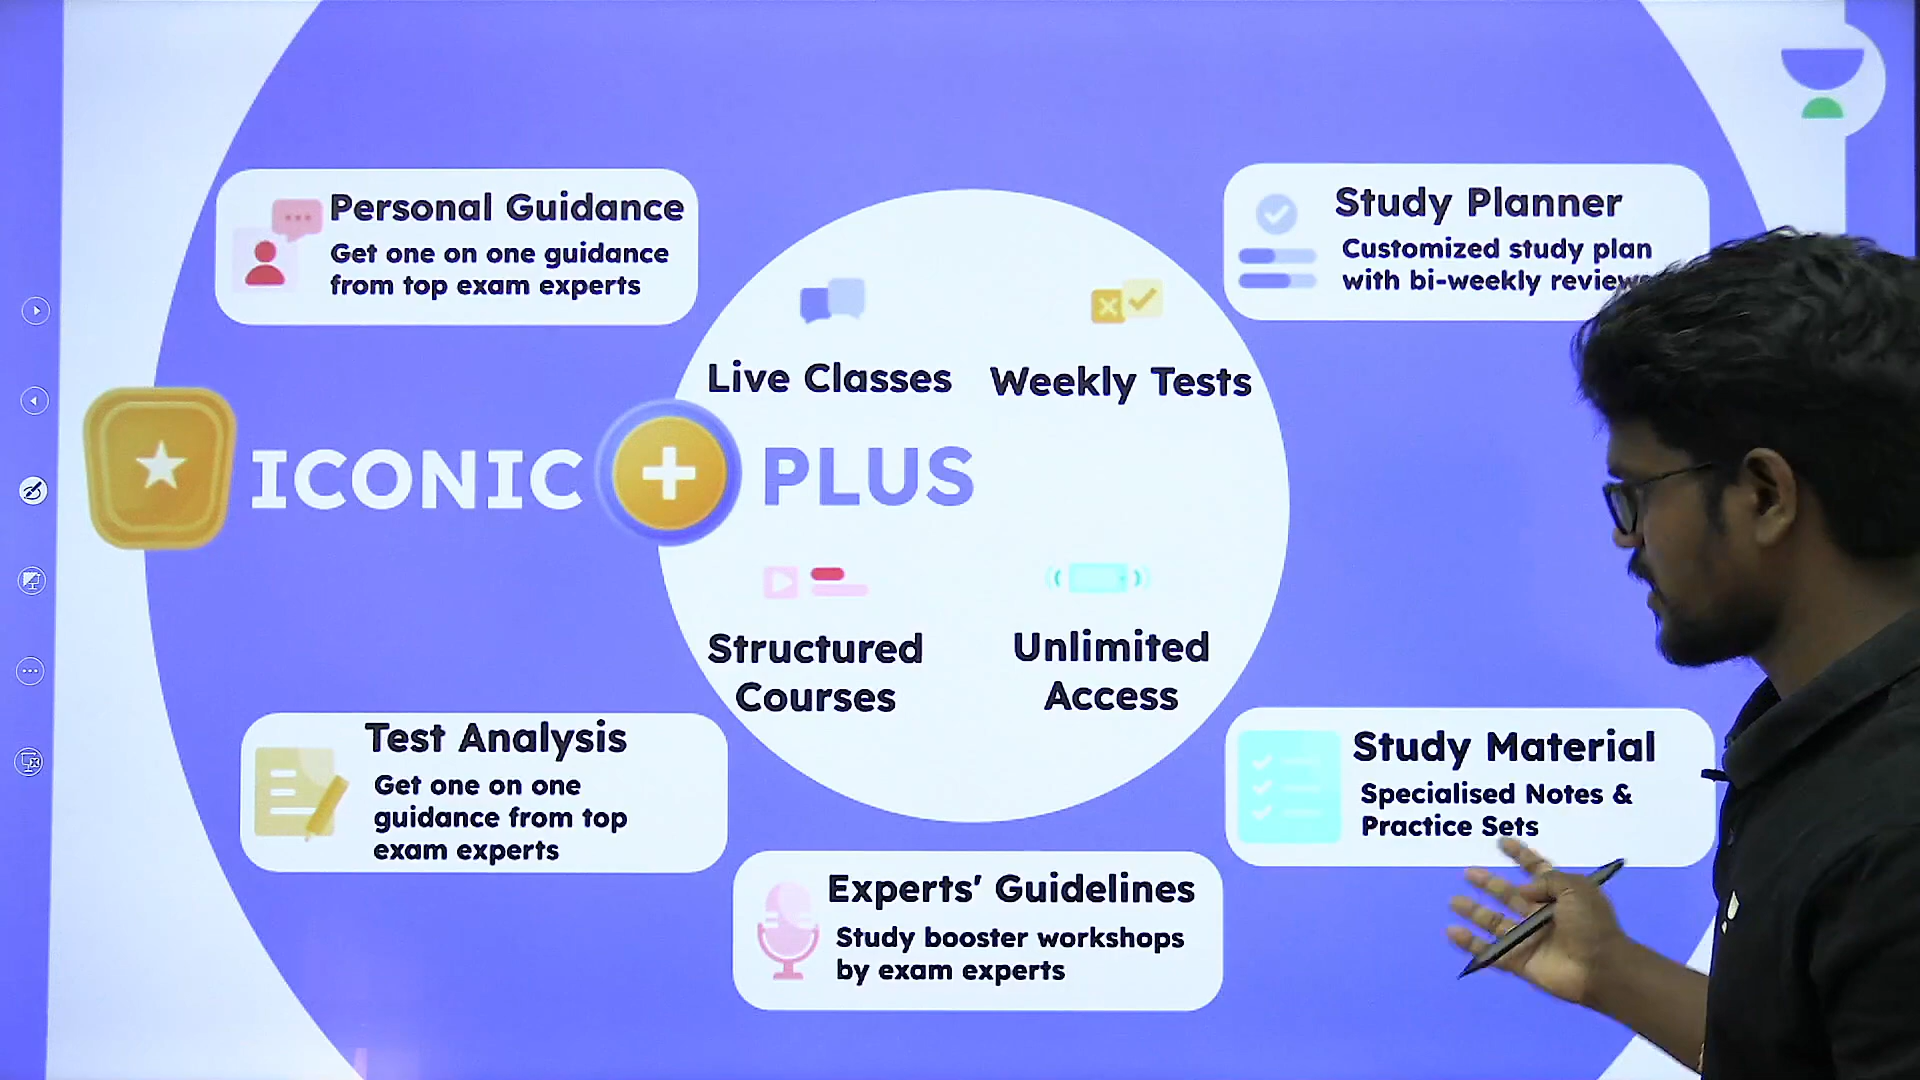 Personal Guidance
Get one on one guidance
from top exam experts
Study Planner
Customized study plan
with bi-weekly reviews
Live Classes
Weekly Tests
ICONIC
PLUS
Structured
Courses
Unlimited
Access
Test Analysis
Get one on one
guidance from top
exam experts
Study Material
Specialised Notes &
Practice Sets
Experts' Guidelines
Study booster workshops
by exam experts